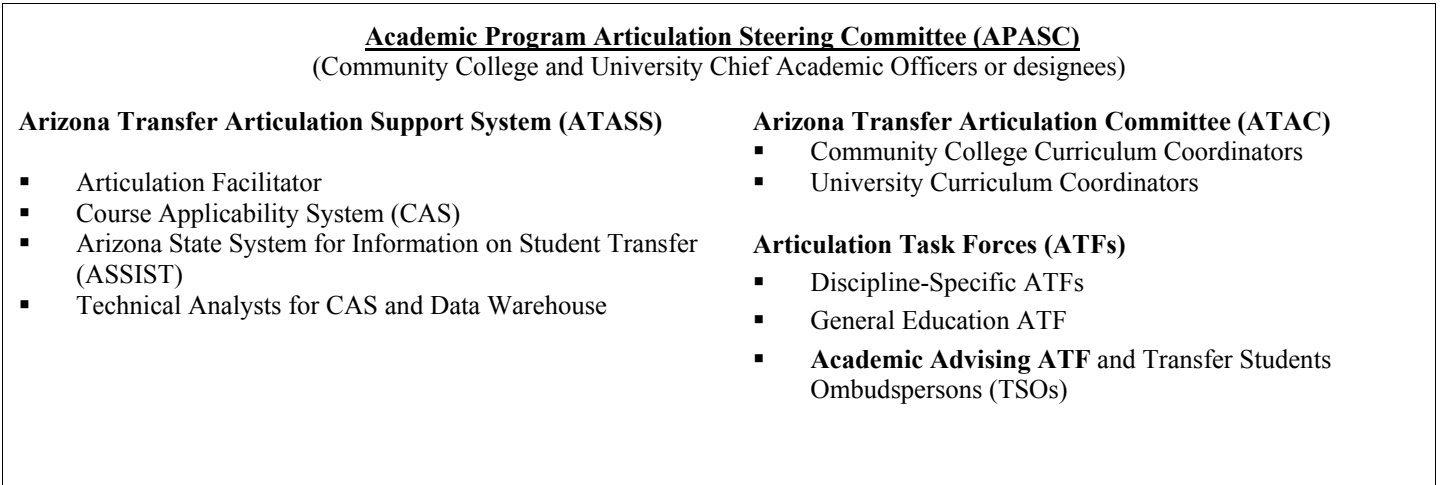 Academic Program Articulation Steering Committee (APASC)
(Community College and University Chief Academic Officers or designees)
Arizona Transfer Articulation Support System (ATASS)
▪ Articulation Facilitator
▪ Course Applicability System (CAS)
▪ Arizona State System for Information on Student Transfer
(ASSIST)
▪ Technical Analysts for CAS and Data Warehouse
Arizona Transfer Articulation Committee (ATAC)
▪ Community College Curriculum Coordinators
▪ University Curriculum Coordinators
Articulation Task Forces (ATFs)
▪ Discipline-Specific ATFs
▪ General Education ATF
▪ Academic Advising ATF and Transfer Students
Ombudspersons (TSOs)